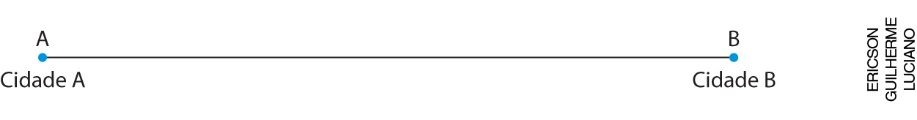 A B
Cidade A Cidade B
ERICSON
GUILHERME
LUCIANO